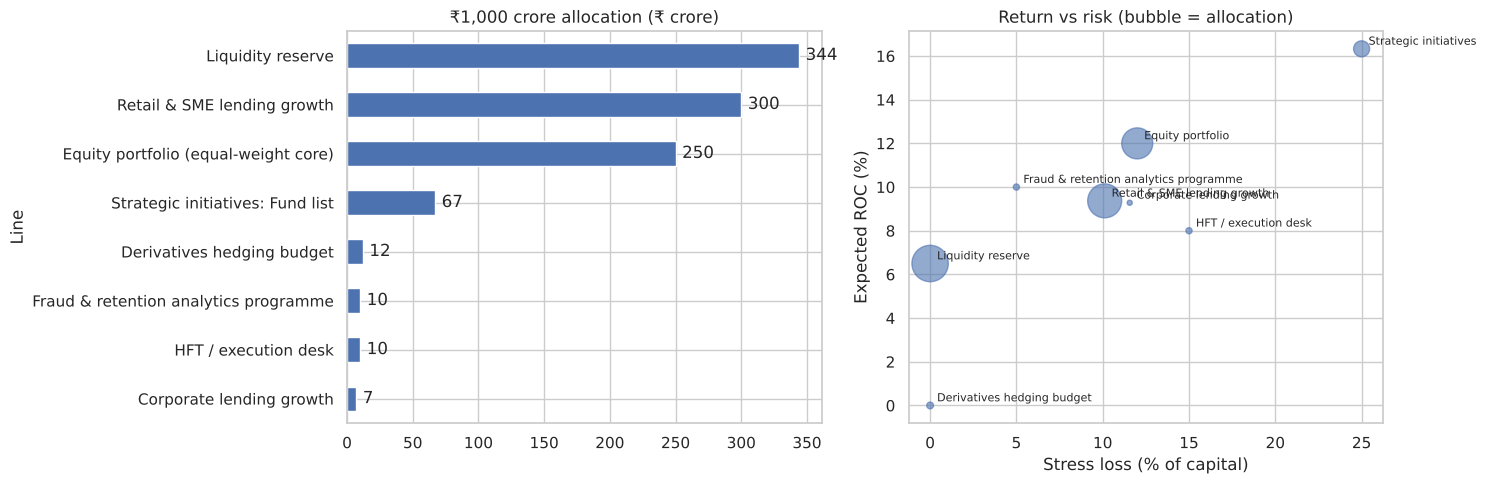 ₹1,000 crore allocation (₹ crore)
Line
Liquidity reserve
344
Retail & SME lending growth
300
Equity portfolio (equal-weight core)
250
Strategic initiatives: Fund list
67
Derivatives hedging budget
12
Fraud & retention analytics programme
10
HFT / execution desk
10
Corporate lending growth
7
0 50 100 150 200 250 300 350
Return vs risk (bubble = allocation)
Expected ROC (%)
16
14
12
10
8
6
4
2
0
Strategic initiatives
Equity portfolio
Fraud & retention analytics programme
Retail & SME lending growth
Corporate lending growth
HFT / execution desk
Liquidity reserve
Derivatives hedging budget
0 5 10 15 20 25
Stress loss (% of capital)